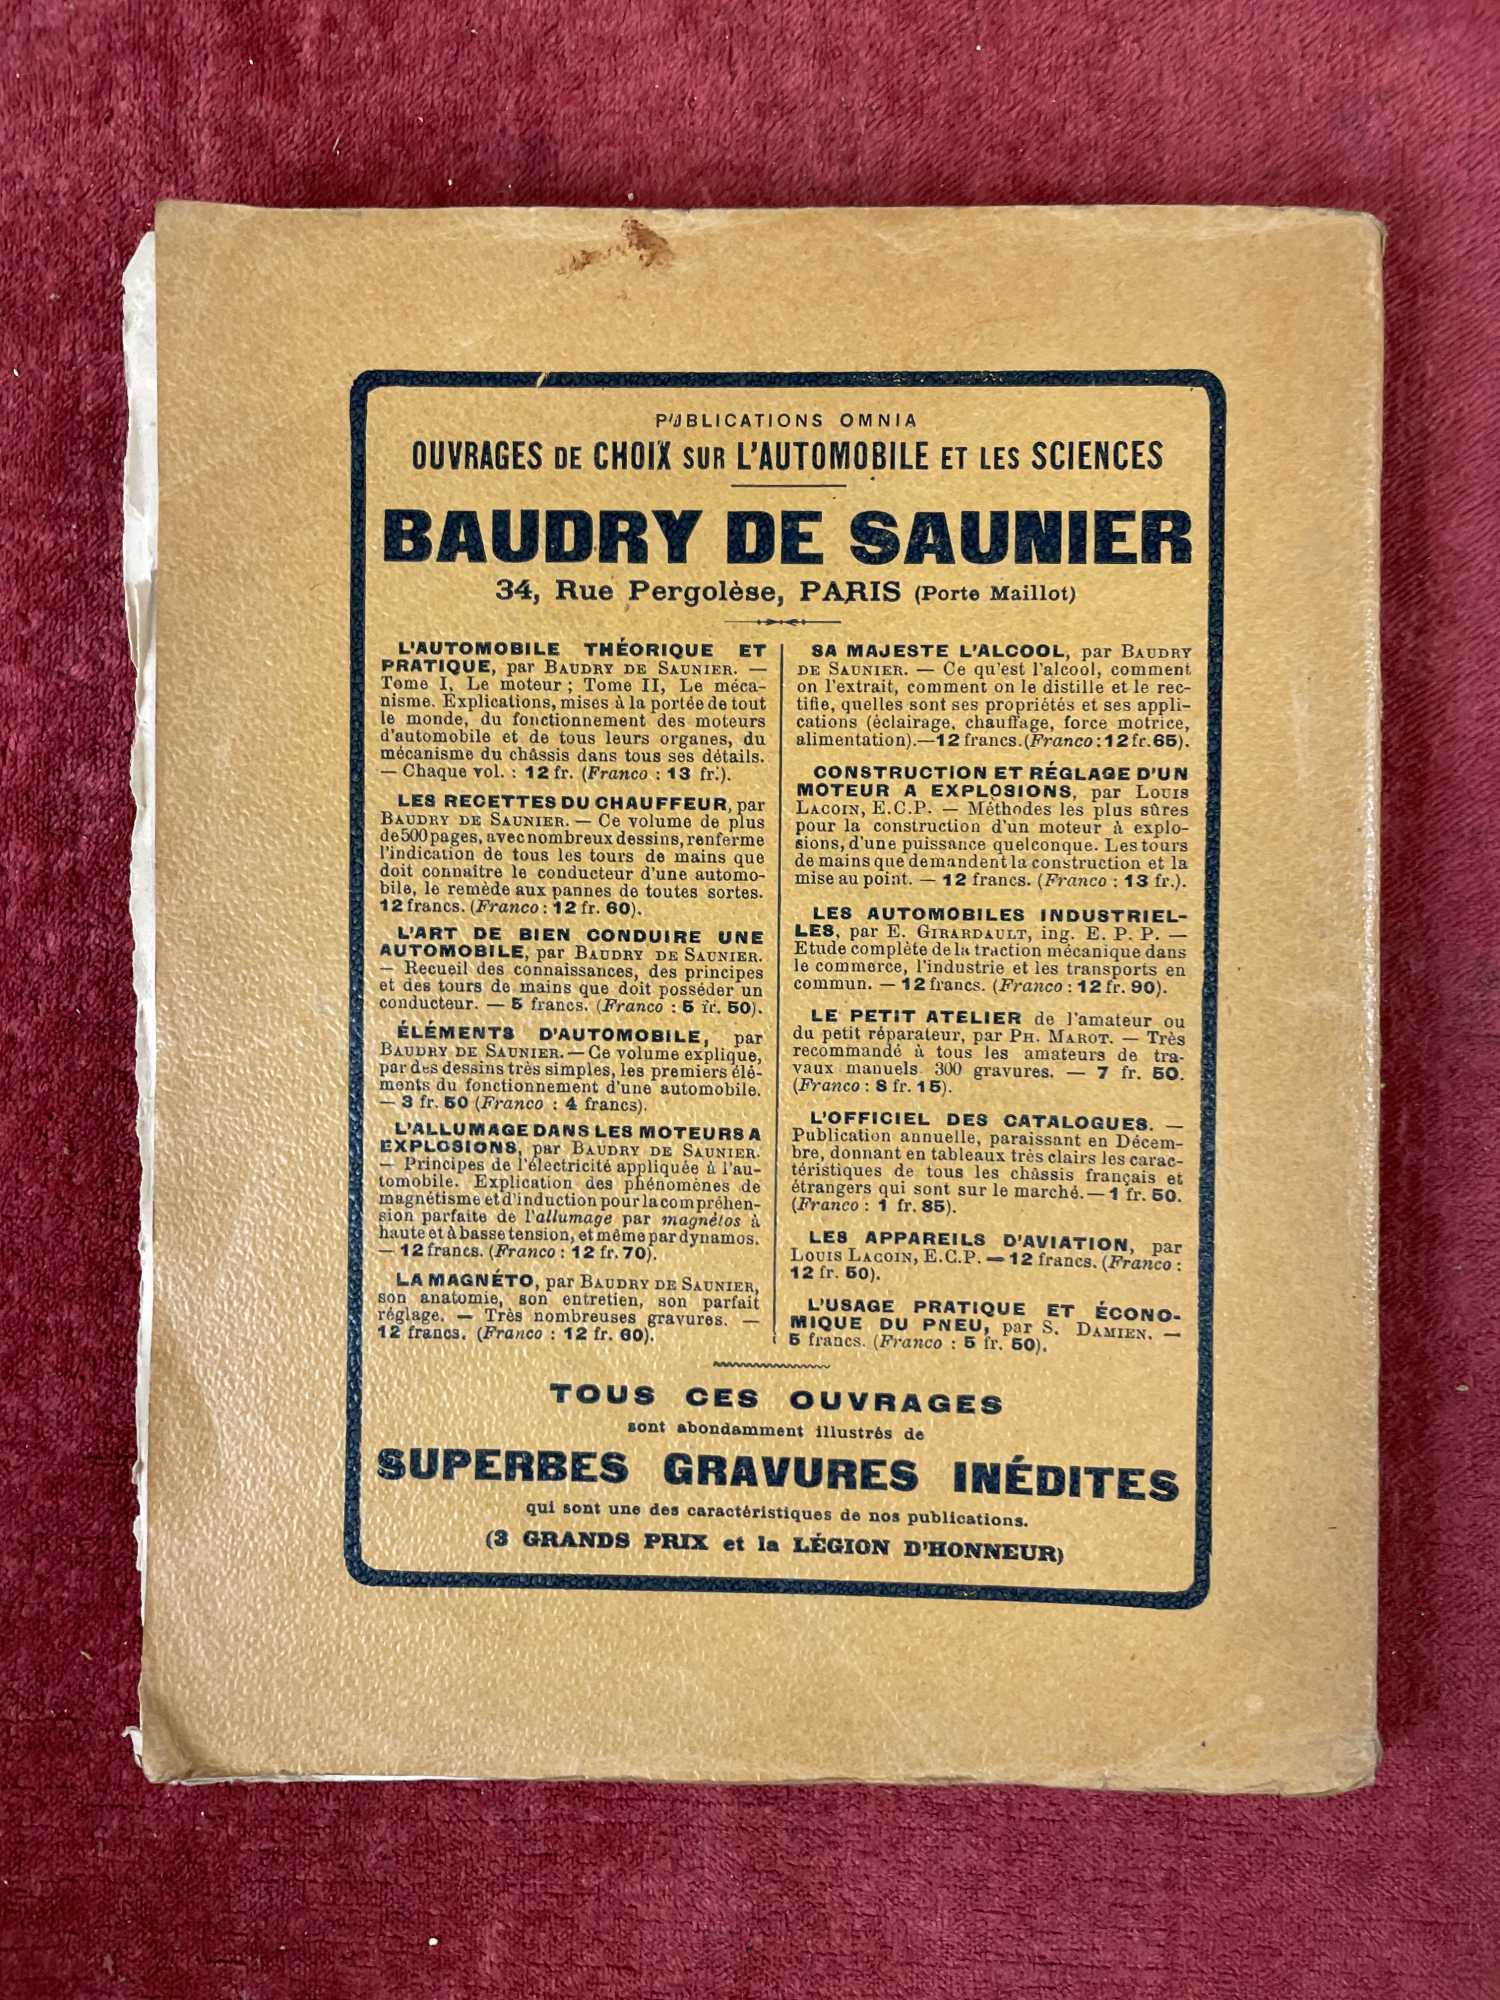 PUBLICATIONS OMNIA
OUVRAGES DE CHOIX SUR L'AUTOMOBILE ET LES SCIENCES
BAUDRY DE SAUNIER
34, Rue Pergolèse, PARIS (Porte Maillot)
L'AUTOMOBILE THÉORIQUE ET
PRATIQUE, par BAUDRY DE SAUNIER. —
Tome I, Le moteur ; Tome II, Le méca-
nisme. Explications, mises à la portée de tout
le monde, du fonctionnement des moteurs
d'automobile et de tous leurs organes, du
mécanisme du châssis dans tous ses détails.
— Chaque vol. : 12 fr. (Franco : 13 fr.).
LES RECETTES DU CHAUFFEUR, par
BAUDRY DE SAUNIER. — Ce volume de plus
de 500 pages, avec nombreux dessins, renferme
l'indication de tous les tours de mains que
doit connaître le conducteur d'une automo-
bile, le remède aux pannes de toutes sortes.
12 francs. (Franco : 12 fr. 60).
L'ART DE BIEN CONDUIRE UNE
AUTOMOBILE, par BAUDRY DE SAUNIER.
— Recueil des connaissances, des principes
et des tours de mains que doit posséder un
conducteur. — 5 francs. (Franco : 5 fr. 50).
ÉLÉMENTS D'AUTOMOBILE, par
BAUDRY DE SAUNIER. — Ce volume explique,
par des dessins très simples, les premiers élé-
ments du fonctionnement d'une automobile.
— 3 fr. 50 (Franco : 4 francs).
L'ALLUMAGE DANS LES MOTEURS A
EXPLOSIONS, par BAUDRY DE SAUNIER.
— Principes de l'électricité appliquée à l'au-
tomobile. Explication des phénomènes de
magnétisme et d'induction pour la compréhen-
sion parfaite de l'allumage par magnétos à
haute et à basse tension, et même par dynamos.
— 12 francs. (Franco : 12 fr. 70).
LA MAGNÉTO, par BAUDRY DE SAUNIER,
son anatomie, son entretien, son parfait
réglage. — Très nombreuses gravures. —
12 francs. (Franco : 12 fr. 60).
SA MAJESTE L'ALCOOL, par BAUDRY
DE SAUNIER. — Ce qu'est l'alcool, comment
on l'extrait, comment on le distille et le rec-
tifie, quelles sont ses propriétés et ses appli-
cations (éclairage, chauffage, force motrice,
alimentation). — 12 francs. (Franco : 12 fr. 65).
CONSTRUCTION ET RÉGLAGE D'UN
MOTEUR A EXPLOSIONS, par LOUIS
LACOIN, E.C.P. — Méthodes les plus sûres
pour la construction d'un moteur à explo-
sions, d'une puissance quelconque. Les tours
de mains que demandent la construction et la
mise au point. — 12 francs. (Franco : 13 fr.).
LES AUTOMOBILES INDUSTRIEL-
LES, par E. GIRARDAULT, ing. E. P. P. —
Etude complète de la traction mécanique dans
le commerce, l'industrie et les transports en
commun. — 12 francs. (Franco : 12 fr. 90).
LE PETIT ATELIER de l'amateur ou
du petit réparateur, par PH. MAROT. — Très
recommandé à tous les amateurs de tra-
vaux manuels. 300 gravures. — 7 fr. 50.
(Franco : 8 fr. 15).
L'OFFICIEL DES CATALOGUES. —
Publication annuelle, paraissant en Décem-
bre, donnant en tableaux très clairs les carac-
téristiques de tous les châssis français et
étrangers qui sont sur le marché. — 1 fr. 50.
(Franco : 1 fr. 85).
LES APPAREILS D'AVIATION, par
LOUIS LACOIN, E.C.P. — 12 francs. (Franco :
12 fr. 50).
L'USAGE PRATIQUE ET ÉCONO-
MIQUE DU PNEU, par S. DAMIEN. —
5 francs. (Franco : 5 fr. 50).
TOUS CES OUVRAGES
sont abondamment illustrés de
SUPERBES GRAVURES INÉDITES
qui sont une des caractéristiques de nos publications.
(3 GRANDS PRIX et la LÉGION D'HONNEUR)